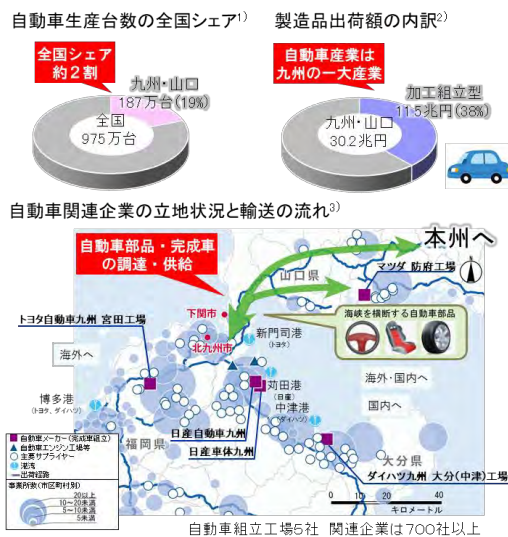 自動車生産台数の全国シェア1)
全国シェア
約2割
九州・山口
187万台(19%)
全国
975万台
製造品出荷額の内訳2)
自動車産業は
九州の一大産業
加工組立型
11.5兆円(38%)
九州・山口
30.2兆円
自動車関連企業の立地状況と輸送の流れ3)
自動車部品・完成車
の調達・供給
本州へ
山口県
マツダ 防府工場
下関市
トヨタ自動車九州 宮田工場
北九州市
新門司港
(トヨタ)
海峡を横断する自動車部品
海外へ
苅田港
(日産)
海外・国内へ
博多港
(トヨタ、ダイハツ)
中津港
(ダイハツ)
国内へ
日産自動車九州
日産車体九州
福岡県
大分県
ダイハツ九州 大分(中津)工場
自動車メーカー(完成車組立)
自動車エンジン工場等
主要サプライヤー
港湾
出荷経路
事業所数(市区町村別)
20以上
10～20未満
5～10未満
5未満
0 10 20 40
キロメートル
自動車組立工場5社 関連企業は700社以上